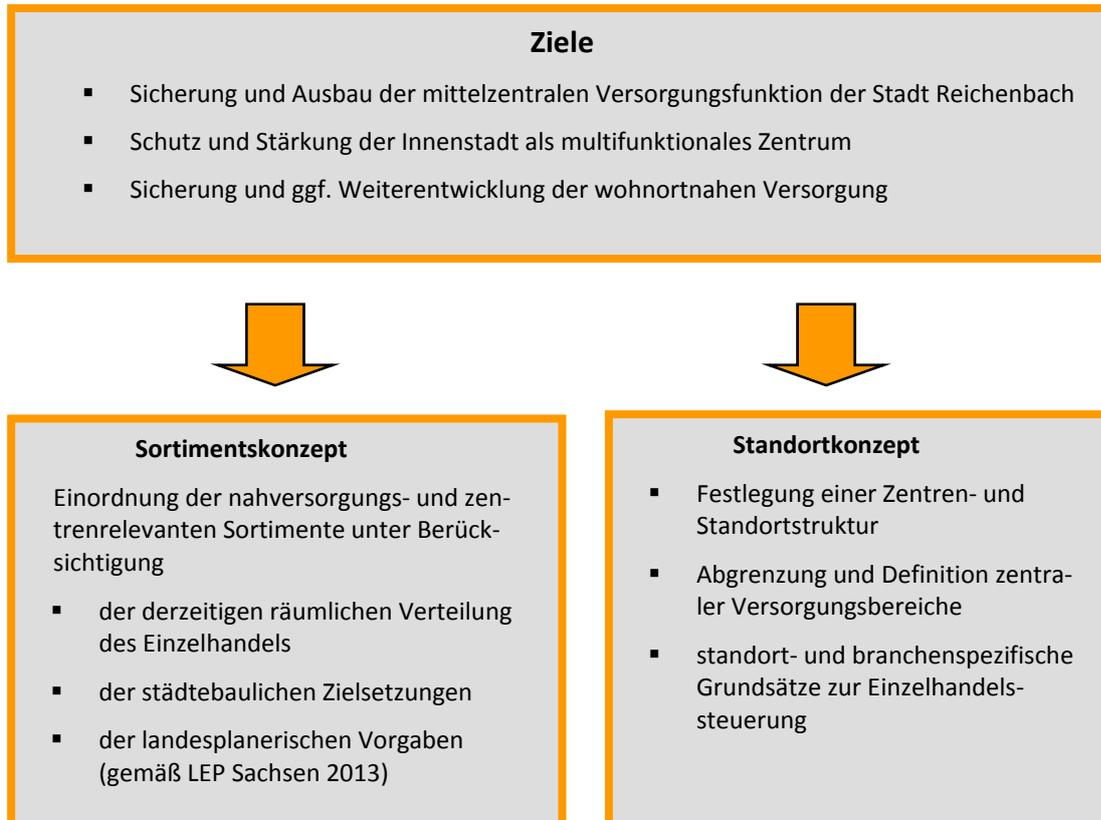 Ziele
▪ Sicherung und Ausbau der mittelzentralen Versorgungsfunktion der Stadt Reichenbach
▪ Schutz und Stärkung der Innenstadt als multifunktionales Zentrum
▪ Sicherung und ggf. Weiterentwicklung der wohnortnahen Versorgung
Sortimentskonzept
Einordnung der nahversorgungs- und zen-
trenrelevanten Sortimente unter Berück-
sichtigung
▪ der derzeitigen räumlichen Verteilung
des Einzelhandels
▪ der städtebaulichen Zielsetzungen
▪ der landesplanerischen Vorgaben
(gemäß LEP Sachsen 2013)
Standortkonzept
▪ Festlegung einer Zentren- und
Standortstruktur
▪ Abgrenzung und Definition zentra-
ler Versorgungsbereiche
▪ standort- und branchenspezifische
Grundsätze zur Einzelhandels-
steuerung